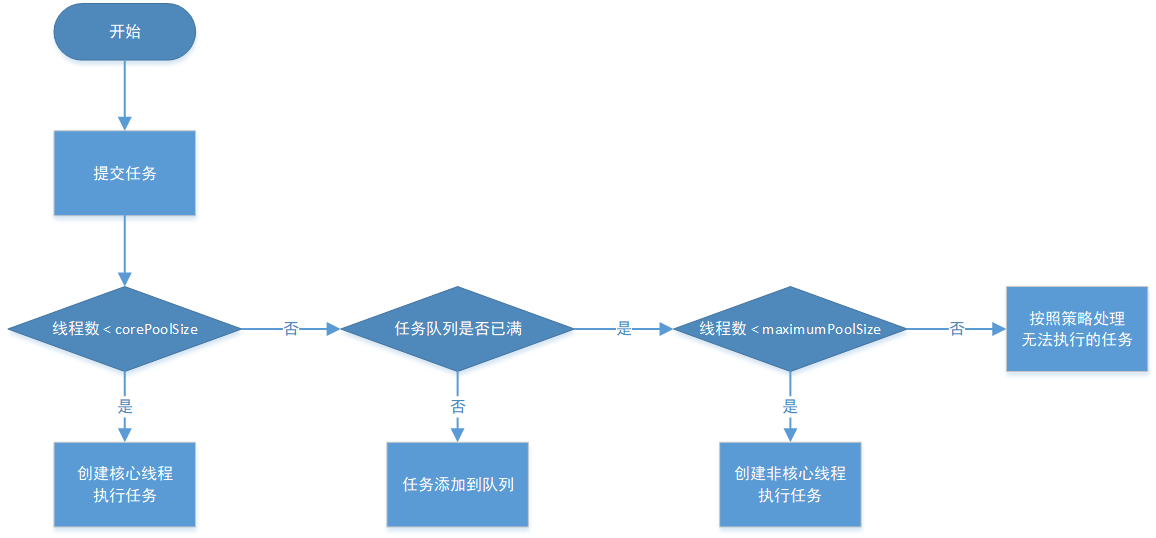 开始
提交任务
线程数 < corePoolSize
否
任务队列是否已满
是
线程数 < maximumPoolSize
否
按照策略处理
无法执行的任务
是
否
是
创建核心线程
执行任务
任务添加到队列
创建非核心线程
执行任务